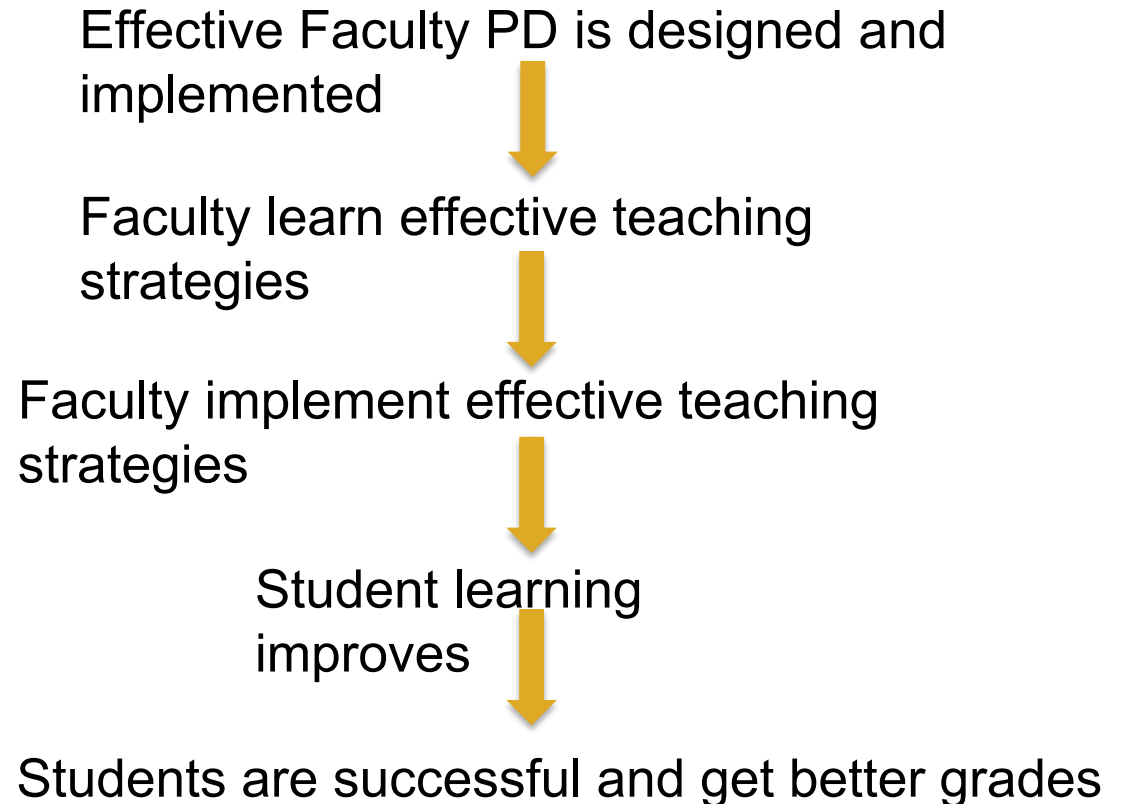 Effective Faculty PD is designed and
implemented
Faculty learn effective teaching
strategies
Faculty implement effective teaching
strategies
Student learning
improves
Students are successful and get better grades